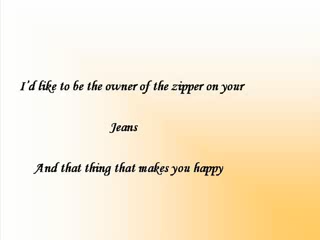 I'd like to be the owner of the zipper on your
Jeans
And that thing that makes you happy